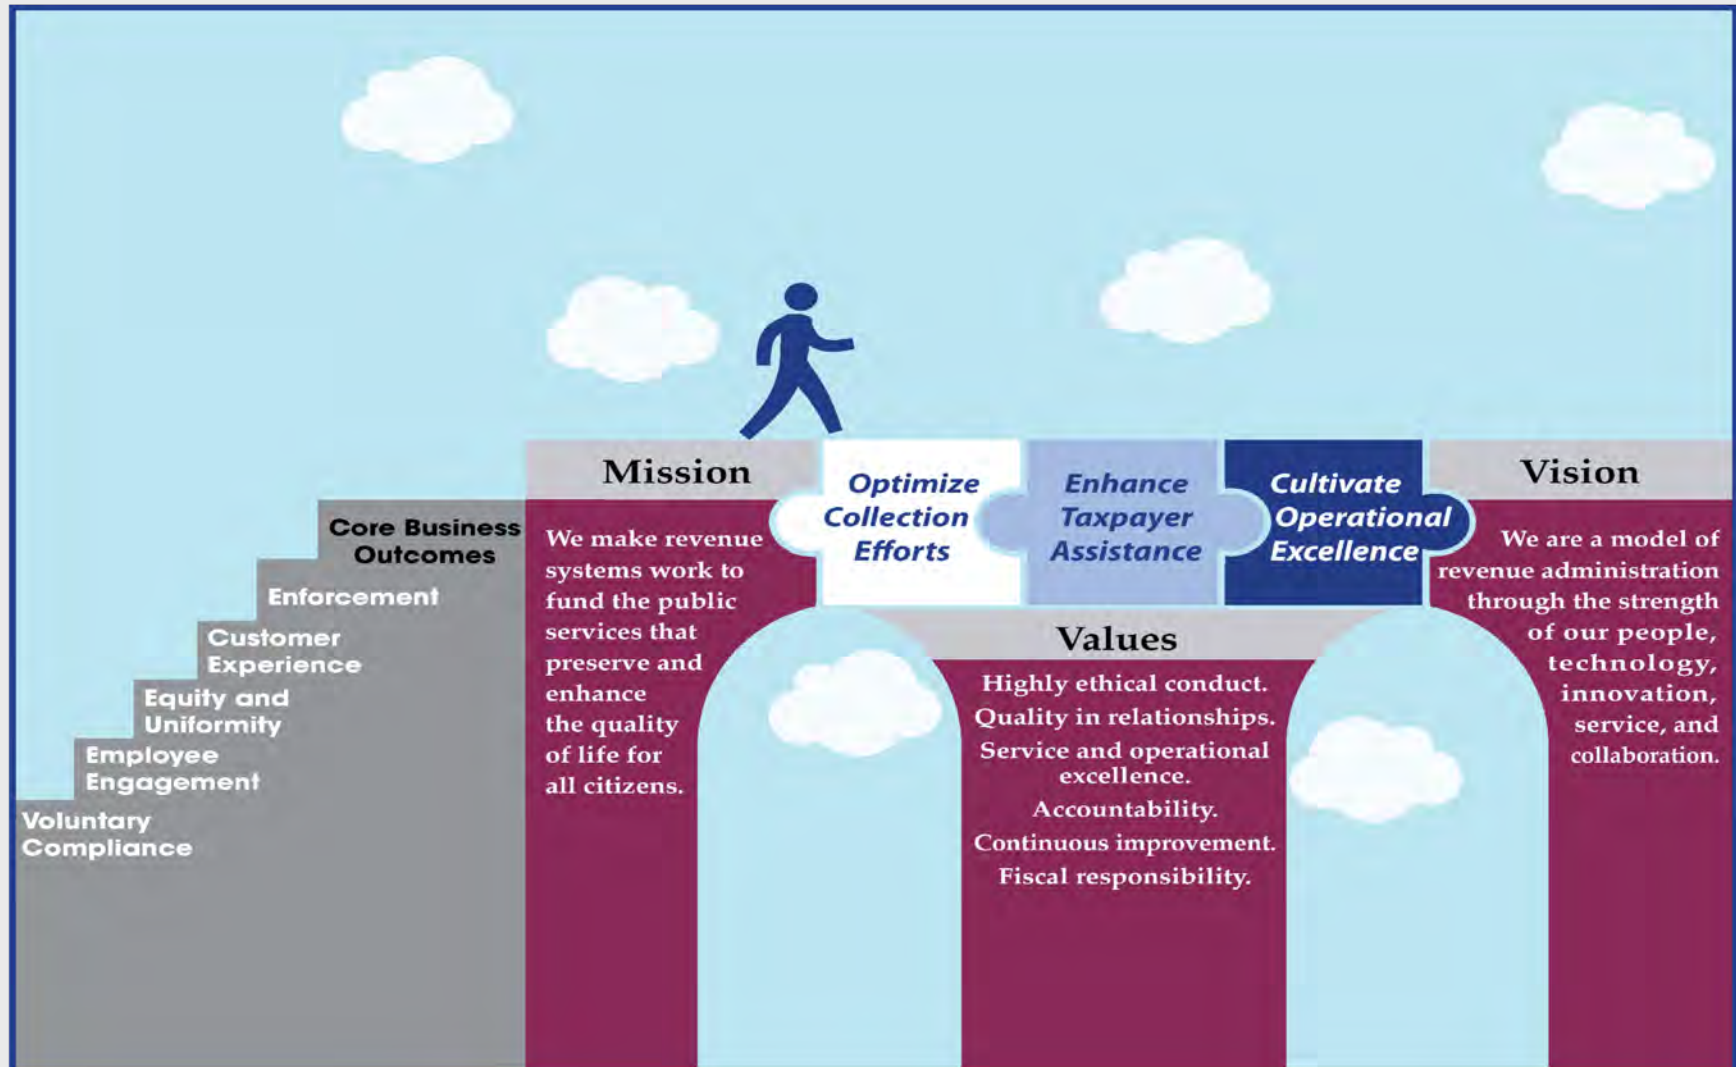 Mission
We make revenue
systems work to
fund the public
services that
preserve and
enhance
the quality
of life for
all citizens.
Optimize
Collection
Efforts
Enhance
Taxpayer
Assistance
Cultivate
Operational
Excellence
Vision
We are a model of
revenue administration
through the strength
of our people,
technology,
innovation,
service, and
collaboration.
Values
Highly ethical conduct.
Quality in relationships.
Service and operational
excellence.
Accountability.
Continuous improvement.
Fiscal responsibility.
Core Business
Outcomes
Enforcement
Customer
Experience
Equity and
Uniformity
Employee
Engagement
Voluntary
Compliance